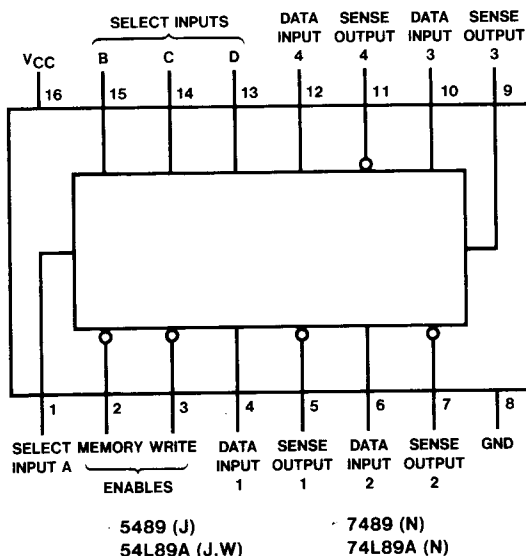 SELECT INPUTS
DATA INPUT 4
SENSE OUTPUT 4
DATA INPUT 3
SENSE OUTPUT 3
VCC B C D
16 15 14 13 12 11 10 9
1 2 3 4 5 6 7 8
SELECT INPUT A
MEMORY WRITE
ENABLES
DATA INPUT 1
SENSE OUTPUT 1
DATA INPUT 2
SENSE OUTPUT 2
GND
5489 (J) 7489 (N)
54L89A (J,W) 74L89A (N)